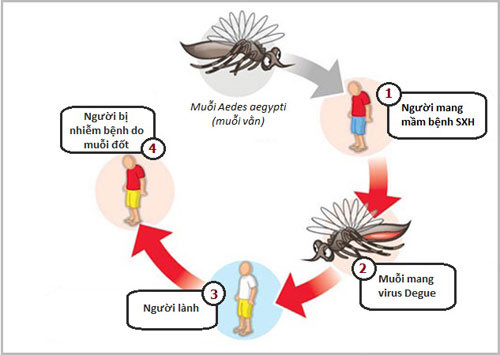 Muỗi Aedes aegypti
(muỗi vằn)
1
Người mang
mầm bệnh SXH
2
Muỗi mang
virus Degue
3
Người lành
4
Người bị
nhiễm bệnh do
muỗi đốt